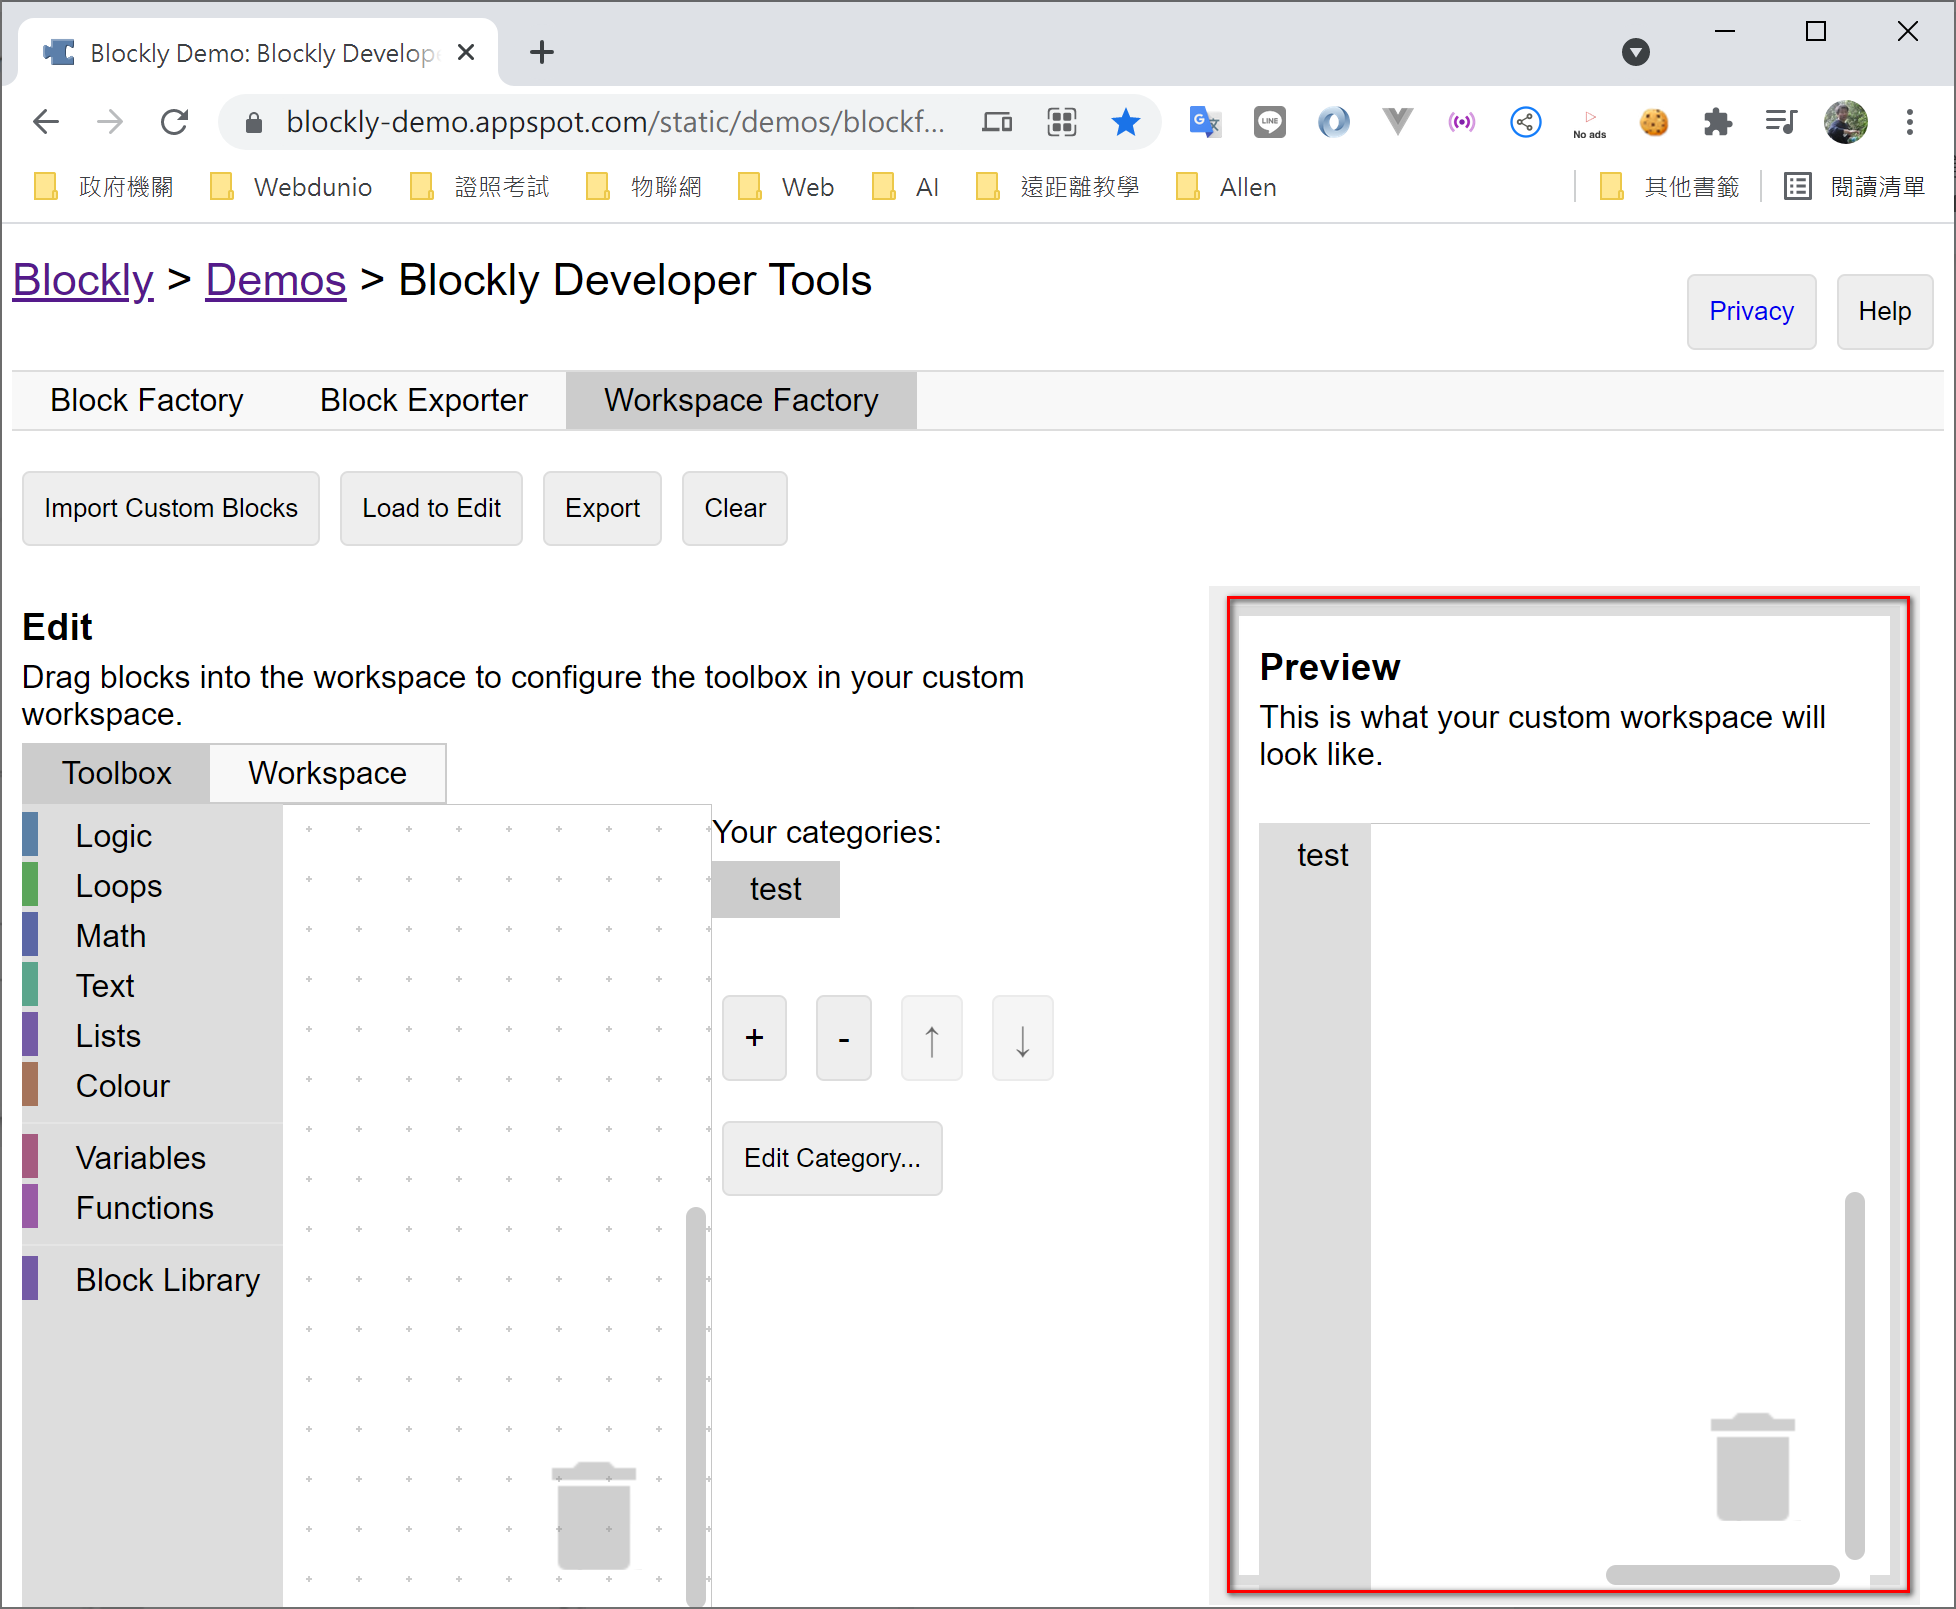 Blockly Demo: Blockly Develop
blockly-demo.appspot.com/static/demos/blockf...
LINE
No ads
政府機關
Webdunio
證照考試
物聯網
Web
AI
遠距離教學
Allen
其他書籤
閱讀清單
Blockly > Demos > Blockly Developer Tools
Privacy
Help
Block Factory
Block Exporter
Workspace Factory
Import Custom Blocks
Load to Edit
Export
Clear
Edit
Drag blocks into the workspace to configure the toolbox in your custom
workspace.
Toolbox
Workspace
Logic
Loops
Math
Text
Lists
Colour
Variables
Functions
Block Library
Your categories:
test
+
-
↑
↓
Edit Category...
Preview
This is what your custom workspace will
look like.
test